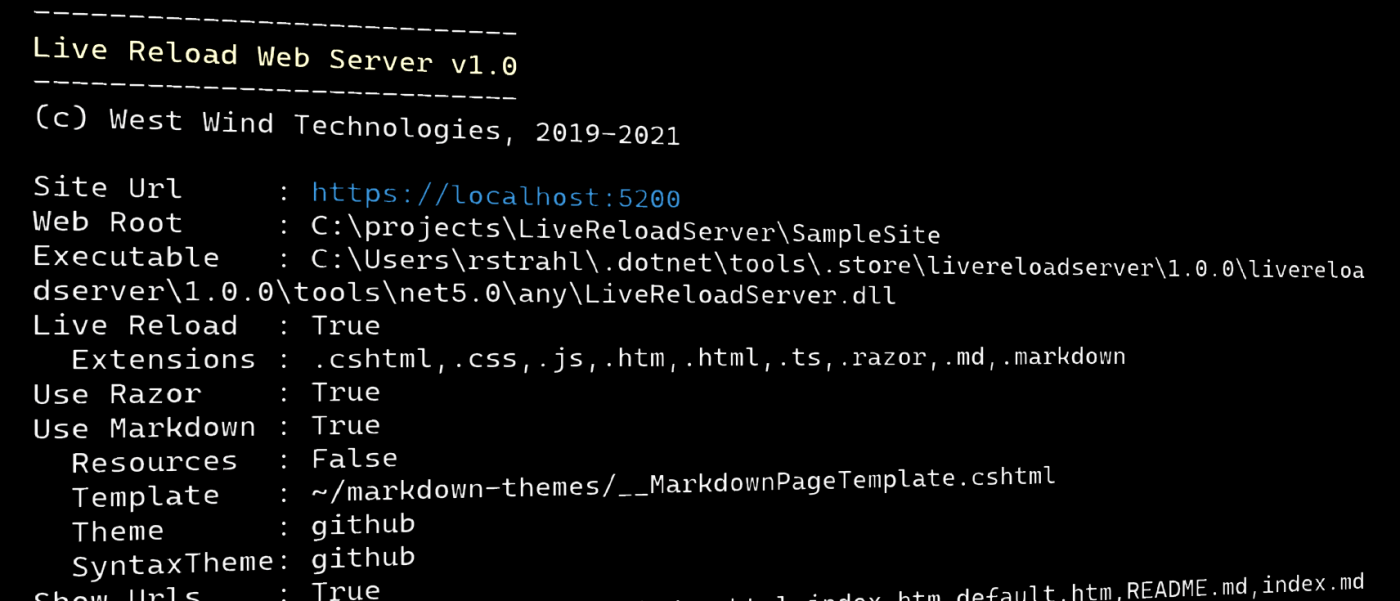 ---------------------------
Live Reload Web Server v1.0
---------------------------
(c) West Wind Technologies, 2019-2021
Site Url      : https://localhost:5200
Web Root      : C:\projects\LiveReloadServer\SampleSite
Executable    : C:\Users\rstrahl\.dotnet\tools\.store\livereloadserver\1.0.0\livereloa
dserver\1.0.0\tools\net5.0\any\LiveReloadServer.dll
Live Reload   : True
  Extensions : .cshtml,.css,.js,.htm,.html,.ts,.razor,.md,.markdown
Use Razor     : True
Use Markdown : True
  Resources   : False
  Template    : ~/markdown-themes/__MarkdownPageTemplate.cshtml
  Theme       : github
  SyntaxTheme: github
Show Urls     : True
index.htm,default.htm,README.md,index.md